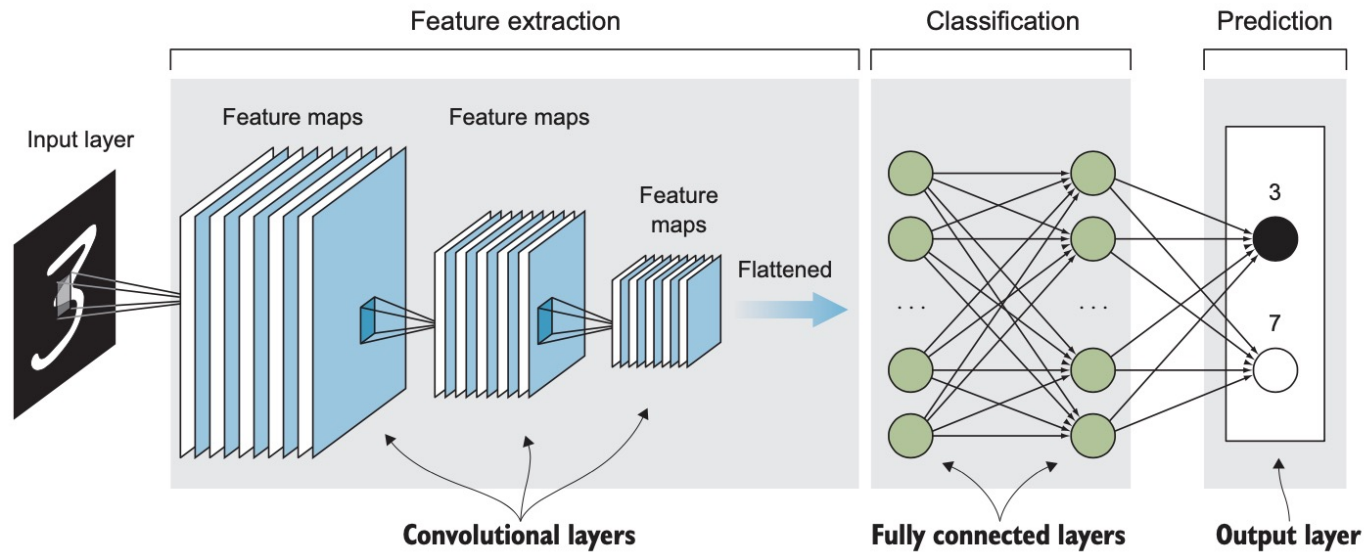 Feature extraction
Classification
Prediction
Input layer
Feature maps
Feature maps
Feature
maps
Flattened
3
. . .
. . .
3
7
Convolutional layers
Fully connected layers
Output layer